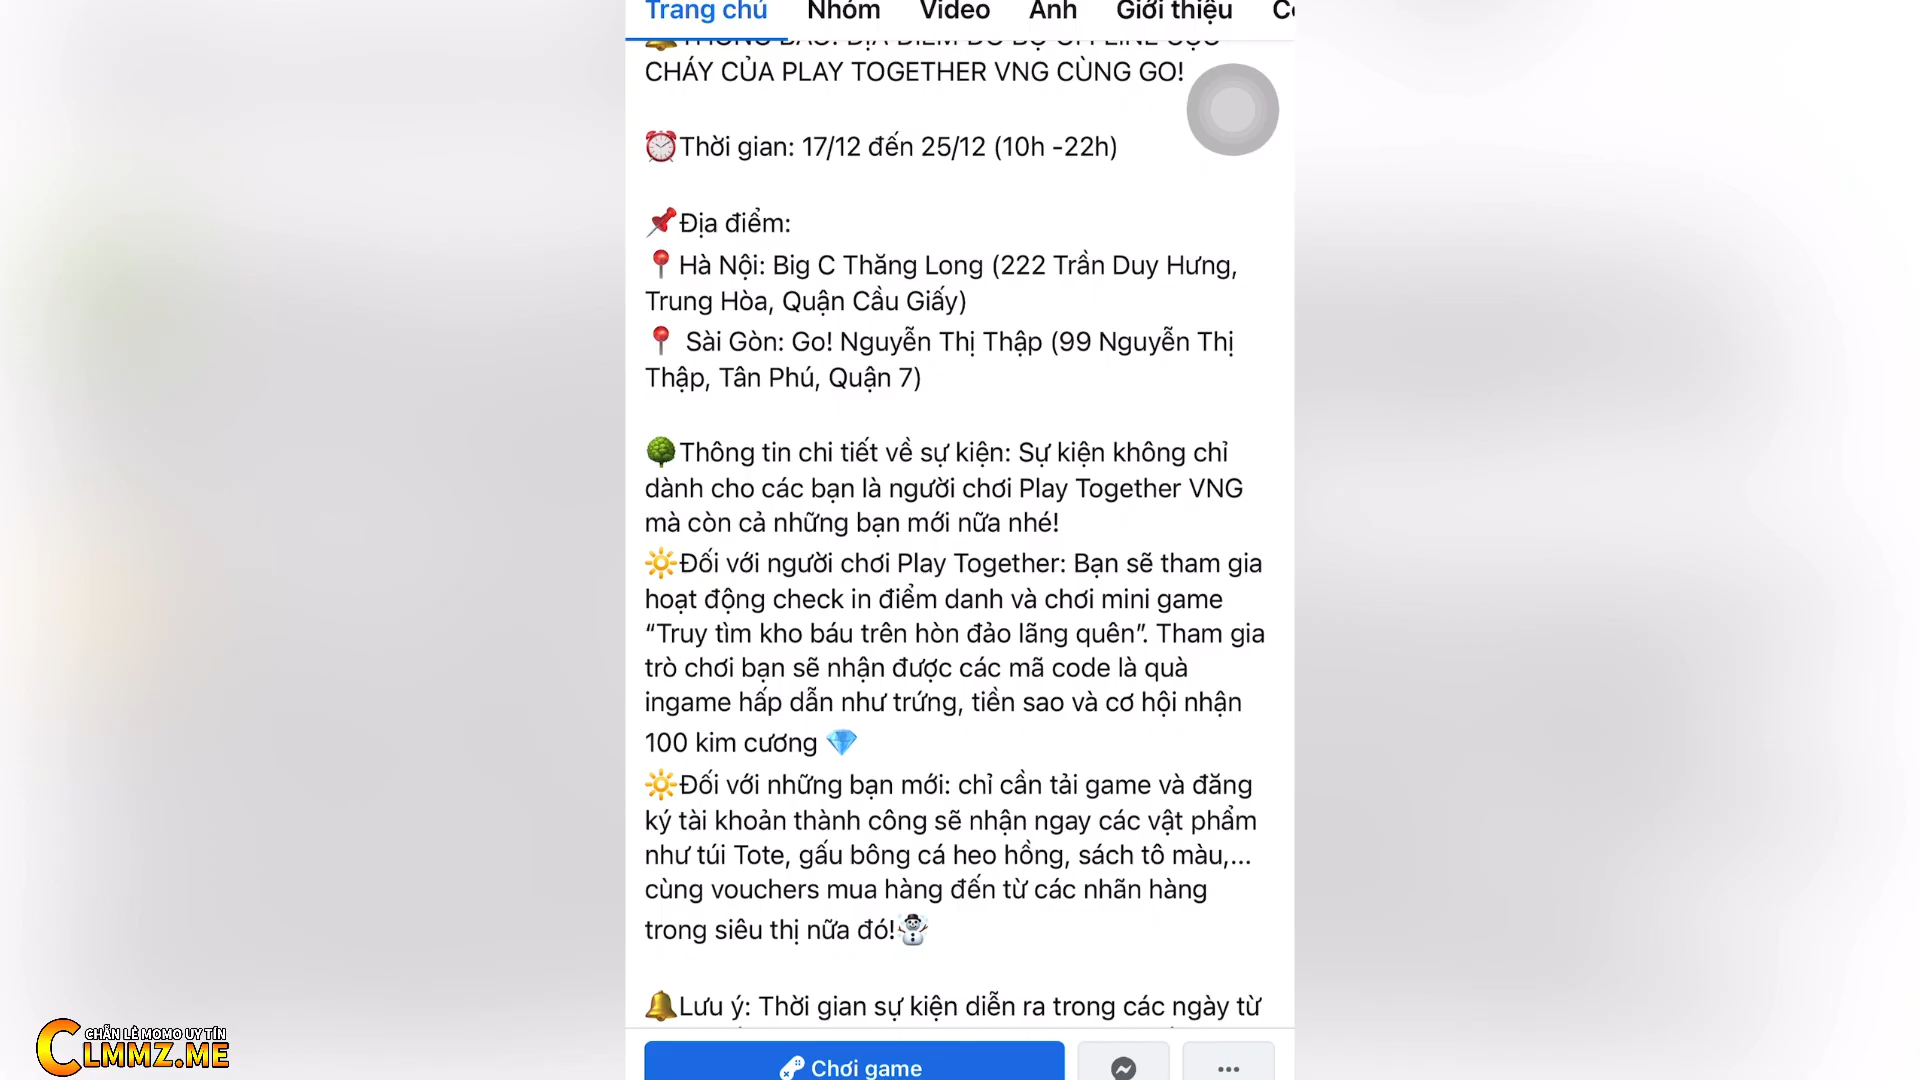 Trang chủ Nhóm Video Ảnh Giới thiệu
THÔNG BÁO: ĐỊA ĐIỂM ĐỔ BỘ OFFLINE CỰC
CHÁY CỦA PLAY TOGETHER VNG CÙNG GO!
Thời gian: 17/12 đến 25/12 (10h -22h)
Địa điểm:
Hà Nội: Big C Thăng Long (222 Trần Duy Hưng,
Trung Hòa, Quận Cầu Giấy)
Sài Gòn: Go! Nguyễn Thị Thập (99 Nguyễn Thị
Thập, Tân Phú, Quận 7)
Thông tin chi tiết về sự kiện: Sự kiện không chỉ
dành cho các bạn là người chơi Play Together VNG
mà còn cả những bạn mới nữa nhé!
Đối với người chơi Play Together: Bạn sẽ tham gia
hoạt động check in điểm danh và chơi mini game
“Truy tìm kho báu trên hòn đảo lãng quên”. Tham gia
trò chơi bạn sẽ nhận được các mã code là quà
ingame hấp dẫn như trứng, tiền sao và cơ hội nhận
100 kim cương
Đối với những bạn mới: chỉ cần tải game và đăng
ký tài khoản thành công sẽ nhận ngay các vật phẩm
như túi Tote, gấu bông cá heo hồng, sách tô màu,...
cùng vouchers mua hàng đến từ các nhãn hàng
trong siêu thị nữa đó!
Lưu ý: Thời gian sự kiện diễn ra trong các ngày từ
Chơi game
CHẴN LẺ MOMO UY TÍN
CLMMZ.ME